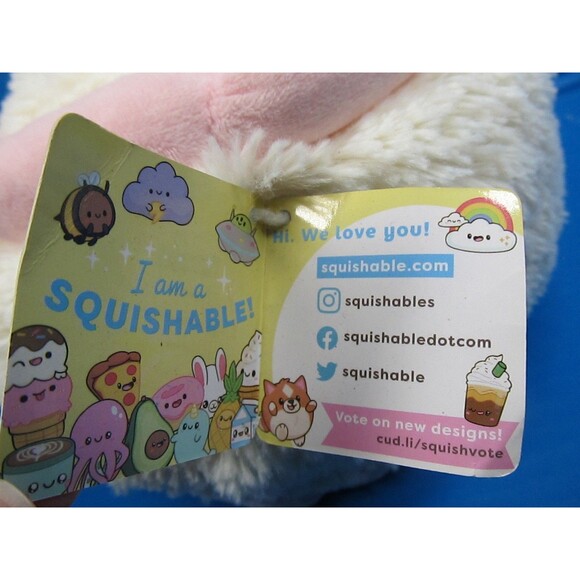 I am a
SQUISHABLE!
Hi. We love you!
squishable.com
squishables
squishabledotcom
squishable
Vote on new designs!
cud.li/squishvote